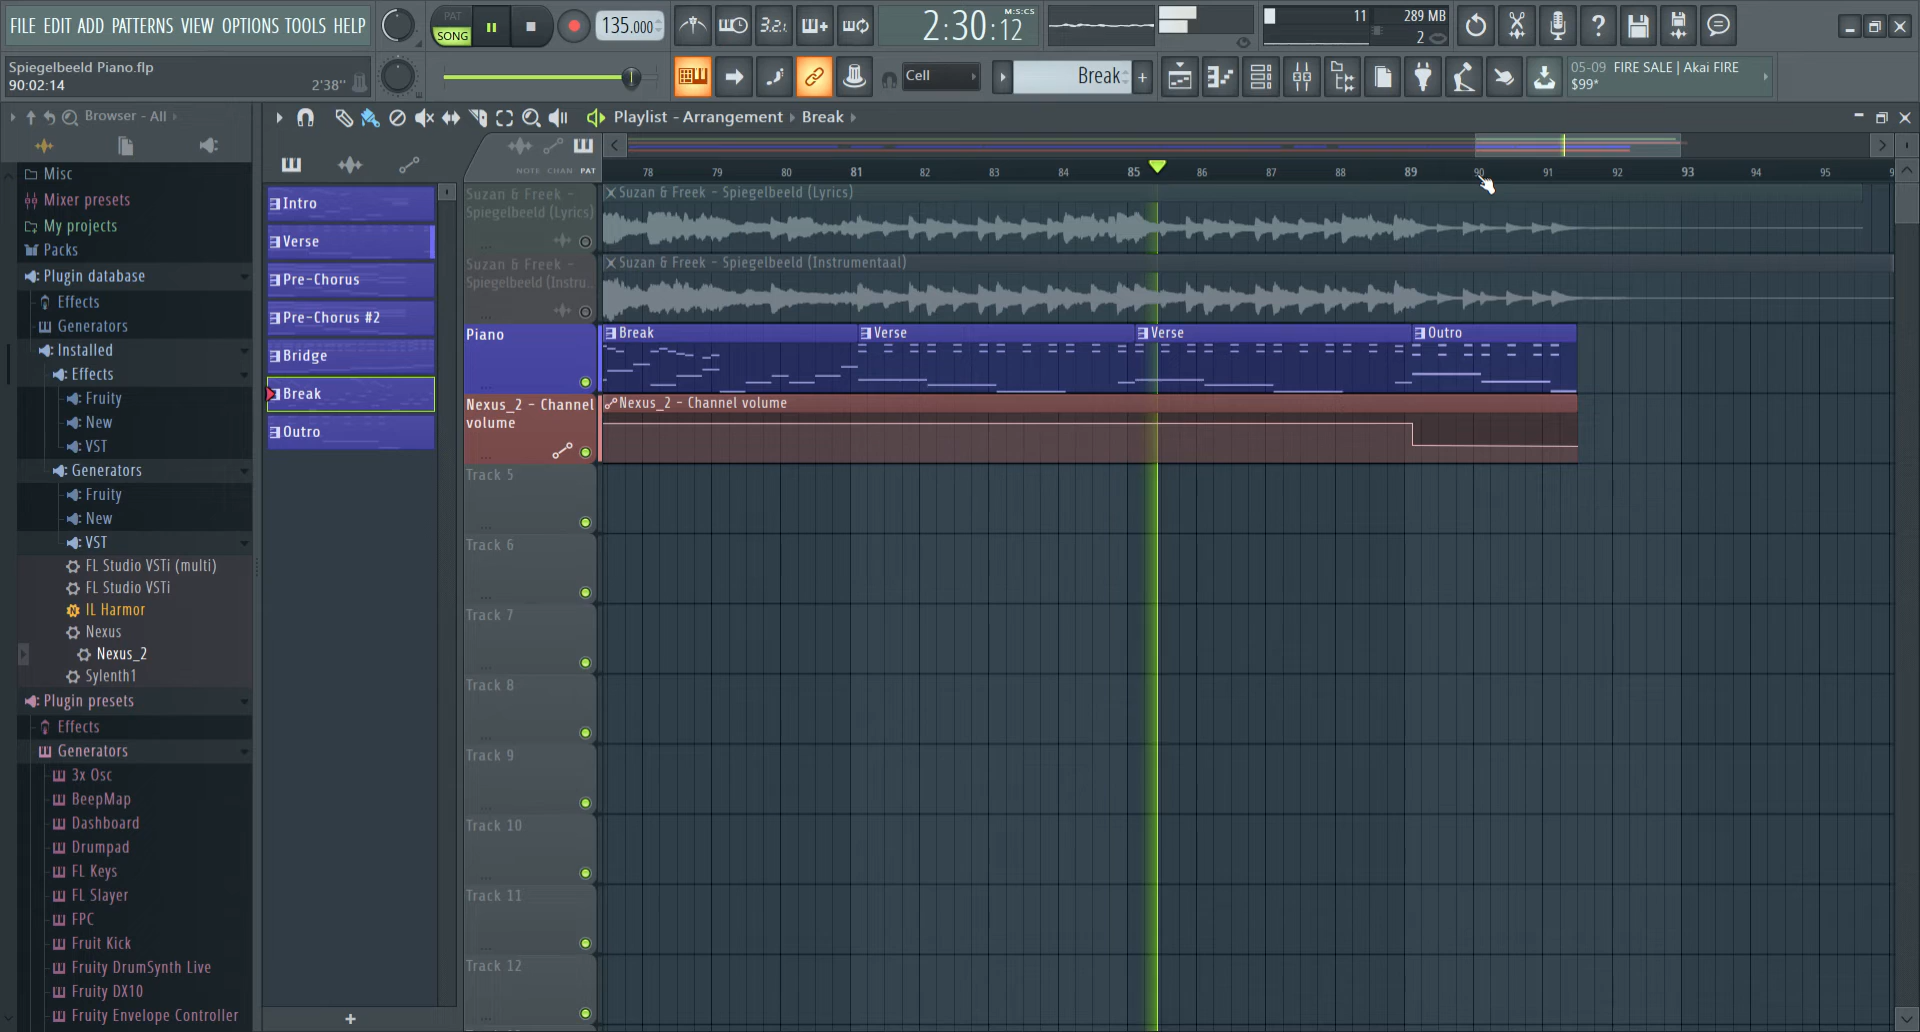 FILE EDIT ADD PATTERNS VIEW OPTIONS TOOLS HELP
PAT
SONG
135.000
3.2.1
2:30:12
M:S:CS
11
289 MB
2
Spiegelbeeld Piano.flp
90:02:14
2'38"
Cell
Break
05-09 FIRE SALE | Akai FIRE
$99*
Browser - All
Playlist - Arrangement
Break
NOTE CHAN PAT
78 79 80 81 82 83 84 85 86 87 88 89 90 91 92 93 94 95
Misc
Mixer presets
My projects
Packs
Plugin database
Effects
Generators
Installed
Effects
Fruity
New
VST
Generators
Fruity
New
VST
FL Studio VSTi (multi)
FL Studio VSTi
IL Harmor
Nexus
Nexus_2
Sylenth1
Plugin presets
Effects
Generators
3x Osc
BeepMap
Dashboard
Drumpad
FL Keys
FL Slayer
FPC
Fruit Kick
Fruity DrumSynth Live
Fruity DX10
Fruity Envelope Controller
Intro
Verse
Pre-Chorus
Pre-Chorus #2
Bridge
Break
Outro
Suzan & Freek -
Spiegelbeeld (Lyrics)
Suzan & Freek - Spiegelbeeld (Lyrics)
Suzan & Freek -
Spiegelbeeld (Instru...
Suzan & Freek - Spiegelbeeld (Instrumentaal)
Piano
Break
Verse
Verse
Outro
Nexus_2 - Channel
volume
Nexus_2 - Channel volume
Track 5
Track 6
Track 7
Track 8
Track 9
Track 10
Track 11
Track 12